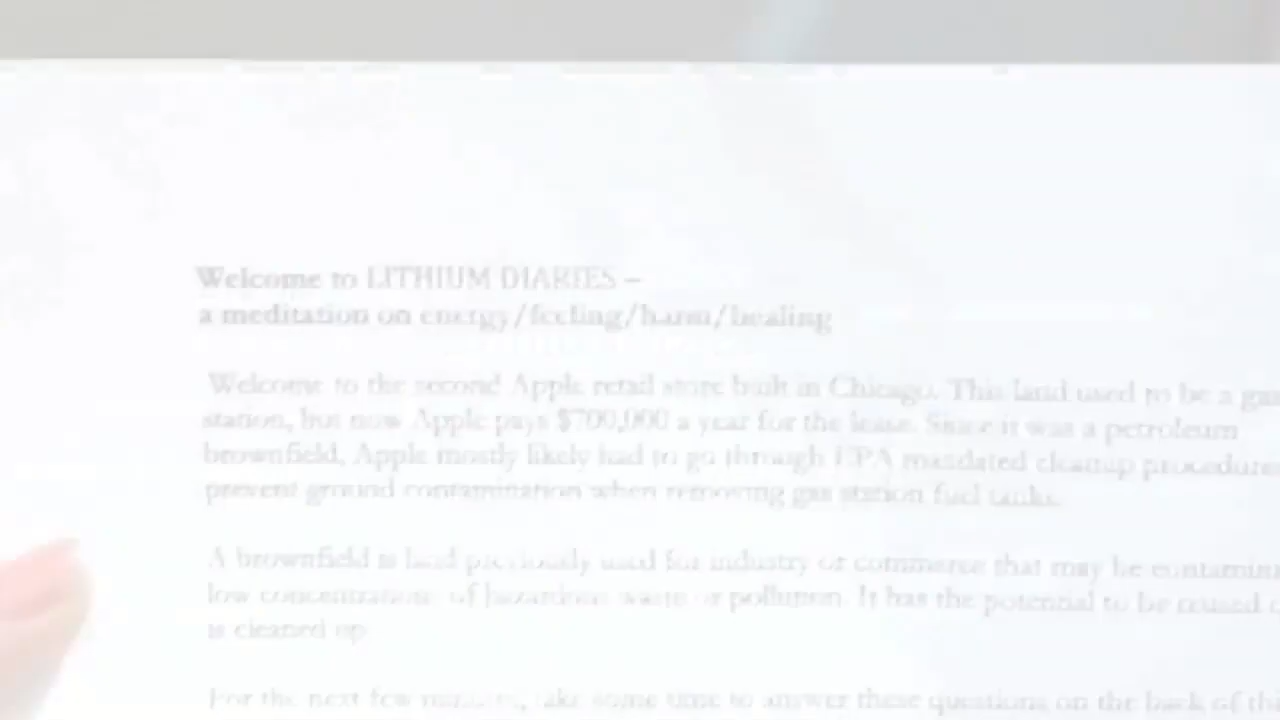 Welcome to LITHIUM DIARIES –
a meditation on energy/feeling/harm/healing
Welcome to the second Apple retail store built in Chicago. This land used to be a gas
station, but now Apple pays $700,000 a year for the lease. Since it was a petroleum
brownfield, Apple mostly likely had to go through EPA mandated cleanup procedures
prevent ground contamination when removing gas station fuel tanks.
A brownfield is land previously used for industry or commerce that may be
low concentrations of hazardous waste or pollution. It has the potential to be reused
is cleaned up
For the next few minutes, take some time to answer these questions on the back of